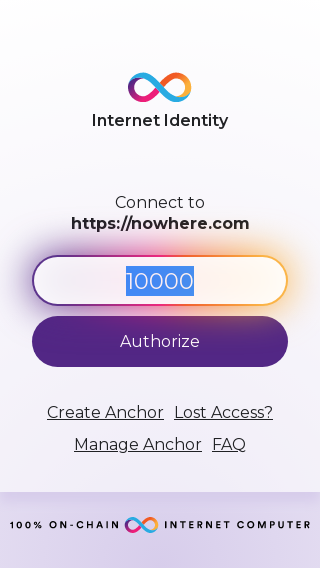 Internet Identity
Connect to
https://nowhere.com
10000
Authorize
Create Anchor Lost Access?
Manage Anchor FAQ
100% ON-CHAIN INTERNET COMPUTER